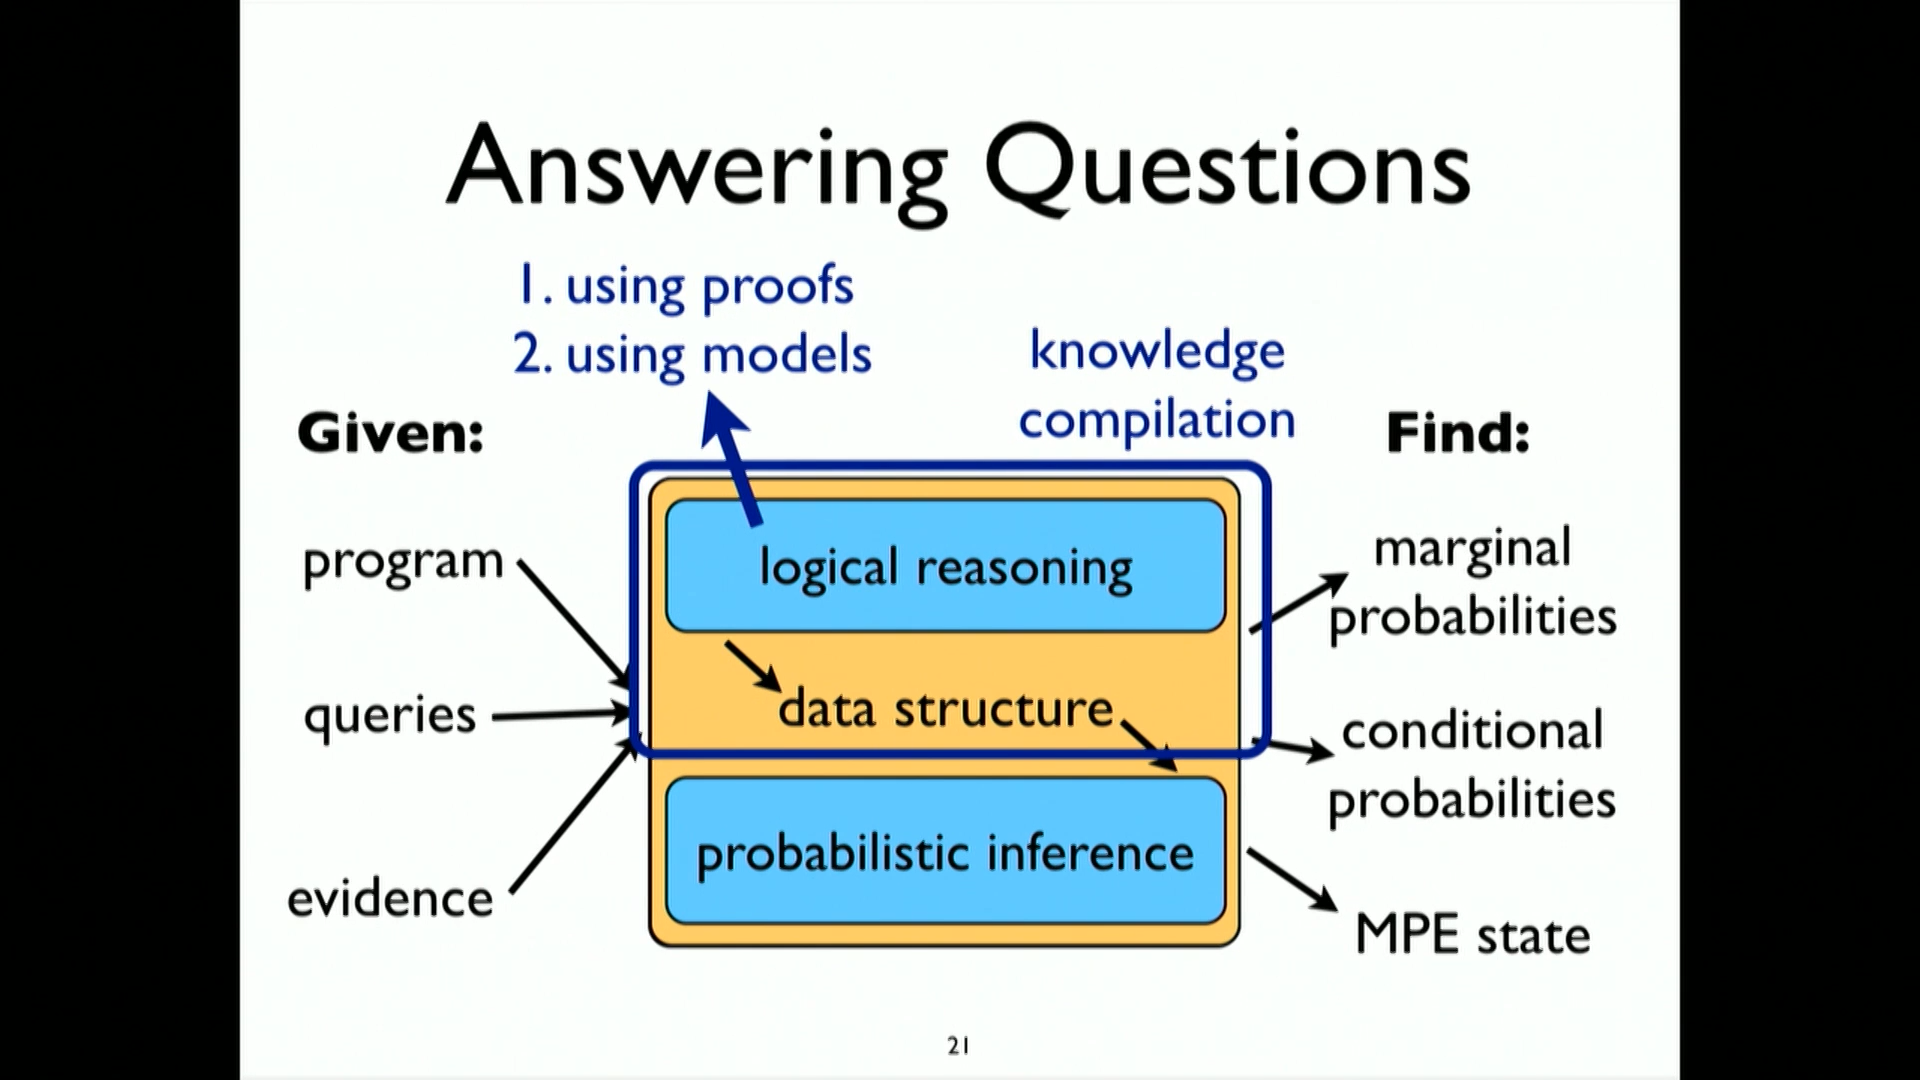 Answering Questions
1. using proofs
2. using models
knowledge
compilation
Given:
Find:
program
queries
evidence
logical reasoning
data structure
probabilistic inference
marginal
probabilities
conditional
probabilities
MPE state
21